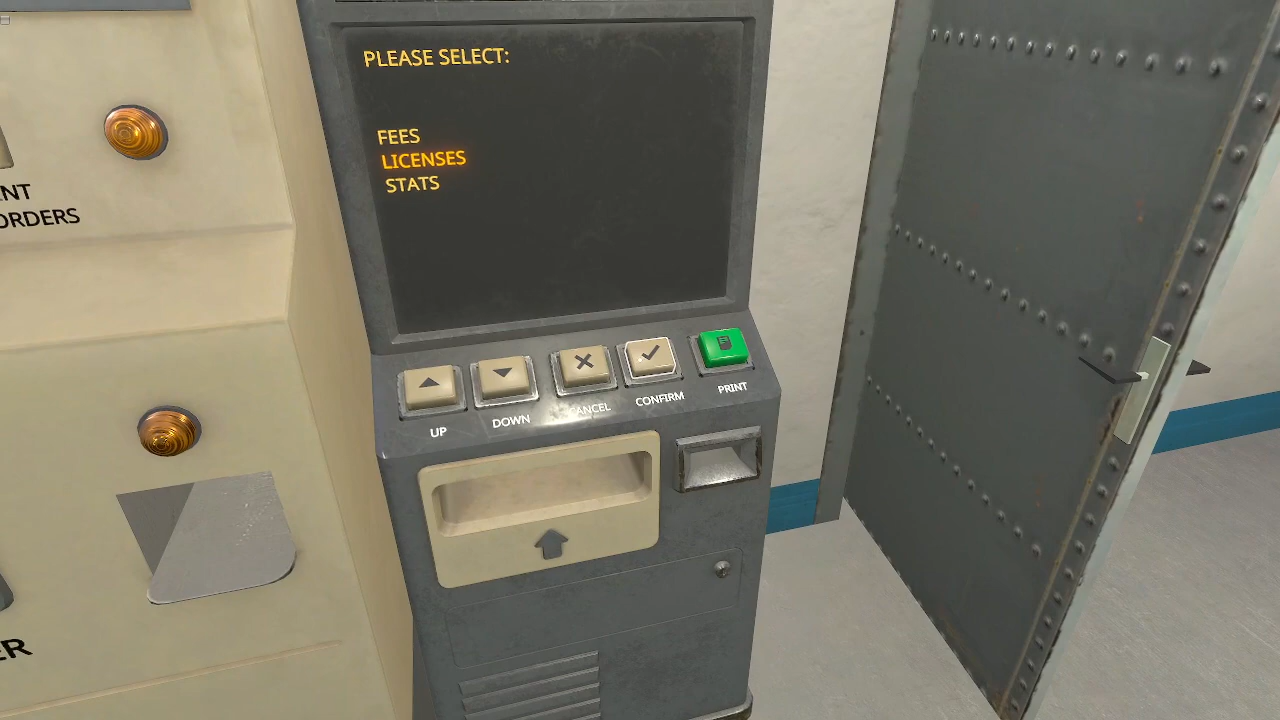 PLEASE SELECT:
FEES
LICENSES
STATS
UP
DOWN
CANCEL
CONFIRM
PRINT
NT
ORDERS
ER